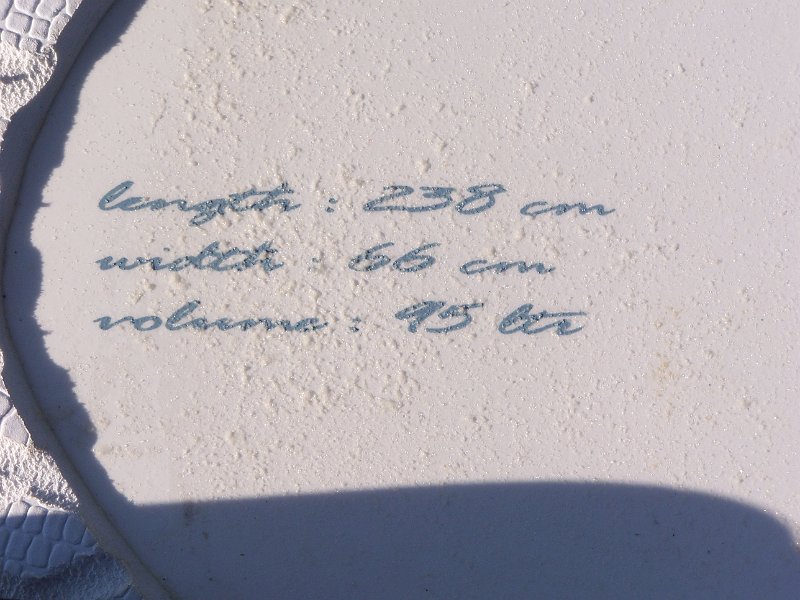 length : 238 cm
width : 66 cm
volume : 95 ltr